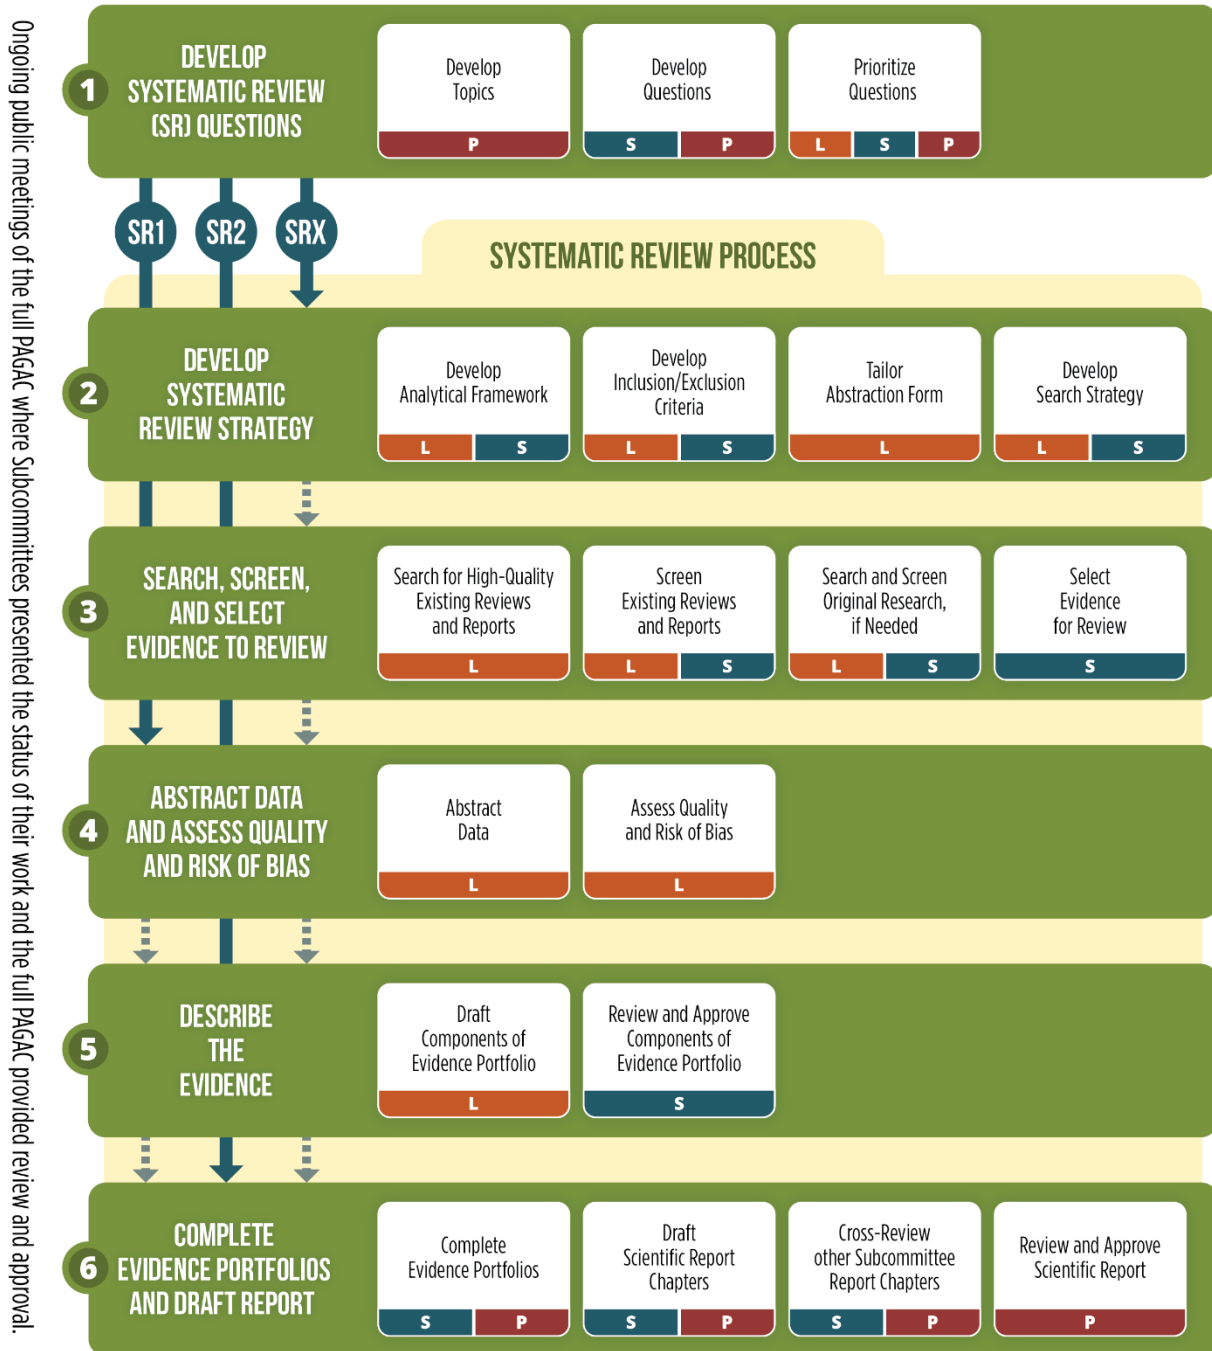 Ongoing public meetings of the full PAGAC where Subcommittees presented the status of their work and the full PAGAC provided review and approval.
1
DEVELOP
SYSTEMATIC REVIEW
(SR) QUESTIONS
Develop
Topics
P
Develop
Questions
S P
Prioritize
Questions
L S P
SR1 SR2 SRX
SYSTEMATIC REVIEW PROCESS
2
DEVELOP
SYSTEMATIC
REVIEW STRATEGY
Develop
Analytical Framework
L S
Develop
Inclusion/Exclusion
Criteria
L S
Tailor
Abstraction Form
L
Develop
Search Strategy
L S
3
SEARCH, SCREEN,
AND SELECT
EVIDENCE TO REVIEW
Search for High-Quality
Existing Reviews
and Reports
L
Screen
Existing Reviews
and Reports
L S
Search and Screen
Original Research,
if Needed
L S
Select
Evidence
for Review
S
4
ABSTRACT DATA
AND ASSESS QUALITY
AND RISK OF BIAS
Abstract
Data
L
Assess Quality
and Risk of Bias
L
5
DESCRIBE
THE
EVIDENCE
Draft
Components of
Evidence Portfolio
L
Review and Approve
Components of
Evidence Portfolio
S
6
COMPLETE
EVIDENCE PORTFOLIOS
AND DRAFT REPORT
Complete
Evidence Portfolios
S P
Draft
Scientific Report
Chapters
S P
Cross-Review
other Subcommittee
Report Chapters
S P
Review and Approve
Scientific Report
P